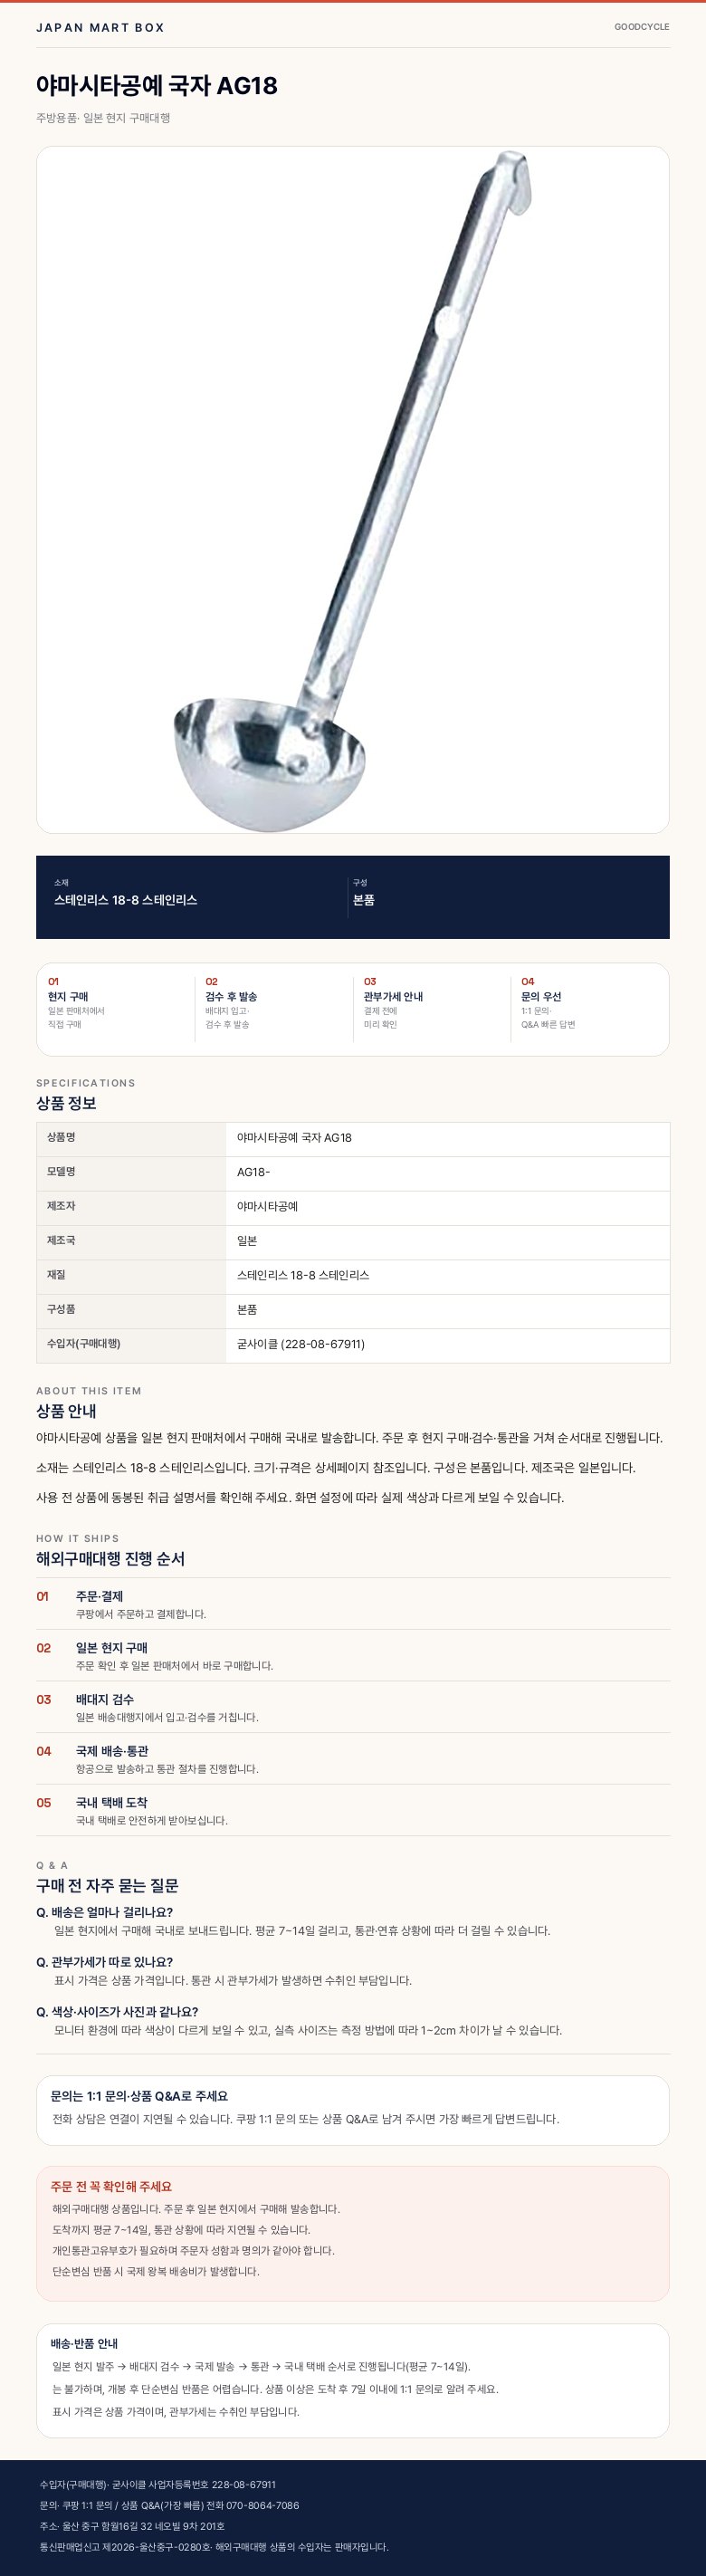 JAPAN MART BOX
GOODCYCLE
야마시타공예 국자 AG18
주방용품· 일본 현지 구매대행
소재
스테인리스 18-8 스테인리스
구성
본품
01
현지 구매
일본 판매처에서
직접 구매
02
검수 후 발송
배대지 입고·
검수 후 발송
03
관부가세 안내
결제 전에
미리 확인
04
문의 우선
1:1 문의·
Q&A 빠른 답변
SPECIFICATIONS
상품 정보
상품명 야마시타공예 국자 AG18
모델명 AG18-
제조자 야마시타공예
제조국 일본
재질 스테인리스 18-8 스테인리스
구성품 본품
수입자(구매대행) 굳사이클 (228-08-67911)
ABOUT THIS ITEM
상품 안내
야마시타공예 상품을 일본 현지 판매처에서 구매해 국내로 발송합니다. 주문 후 현지 구매·검수·통관을 거쳐 순서대로 진행됩니다.
소재는 스테인리스 18-8 스테인리스입니다. 크기·규격은 상세페이지 참조입니다. 구성은 본품입니다. 제조국은 일본입니다.
사용 전 상품에 동봉된 취급 설명서를 확인해 주세요. 화면 설정에 따라 실제 색상과 다르게 보일 수 있습니다.
HOW IT SHIPS
해외구매대행 진행 순서
01 주문·결제
쿠팡에서 주문하고 결제합니다.
02 일본 현지 구매
주문 확인 후 일본 판매처에서 바로 구매합니다.
03 배대지 검수
일본 배송대행지에서 입고·검수를 거칩니다.
04 국제 배송·통관
항공으로 발송하고 통관 절차를 진행합니다.
05 국내 택배 도착
국내 택배로 안전하게 받아보십니다.
Q & A
구매 전 자주 묻는 질문
Q. 배송은 얼마나 걸리나요?
일본 현지에서 구매해 국내로 보내드립니다. 평균 7~14일 걸리고, 통관·연휴 상황에 따라 더 걸릴 수 있습니다.
Q. 관부가세가 따로 있나요?
표시 가격은 상품 가격입니다. 통관 시 관부가세가 발생하면 수취인 부담입니다.
Q. 색상·사이즈가 사진과 같나요?
모니터 환경에 따라 색상이 다르게 보일 수 있고, 실측 사이즈는 측정 방법에 따라 1~2cm 차이가 날 수 있습니다.
문의는 1:1 문의·상품 Q&A로 주세요
전화 상담은 연결이 지연될 수 있습니다. 쿠팡 1:1 문의 또는 상품 Q&A로 남겨 주시면 가장 빠르게 답변드립니다.
주문 전 꼭 확인해 주세요
해외구매대행 상품입니다. 주문 후 일본 현지에서 구매해 발송합니다.
도착까지 평균 7~14일, 통관 상황에 따라 지연될 수 있습니다.
개인통관고유부호가 필요하며 주문자 성함과 명의가 같아야 합니다.
단순변심 반품 시 국제 왕복 배송비가 발생합니다.
배송·반품 안내
일본 현지 발주 → 배대지 검수 → 국제 발송 → 통관 → 국내 택배 순서로 진행됩니다(평균 7~14일).
는 불가하며, 개봉 후 단순변심 반품은 어렵습니다. 상품 이상은 도착 후 7일 이내에 1:1 문의로 알려 주세요.
표시 가격은 상품 가격이며, 관부가세는 수취인 부담입니다.
수입자(구매대행)· 굳사이클 사업자등록번호 228-08-67911
문의· 쿠팡 1:1 문의 / 상품 Q&A(가장 빠름) 전화 070-8064-7086
주소· 울산 중구 함월16길 32 네오빌 9차 201호
통신판매업신고 제2026-울산중구-0280호· 해외구매대행 상품의 수입자는 판매자입니다.